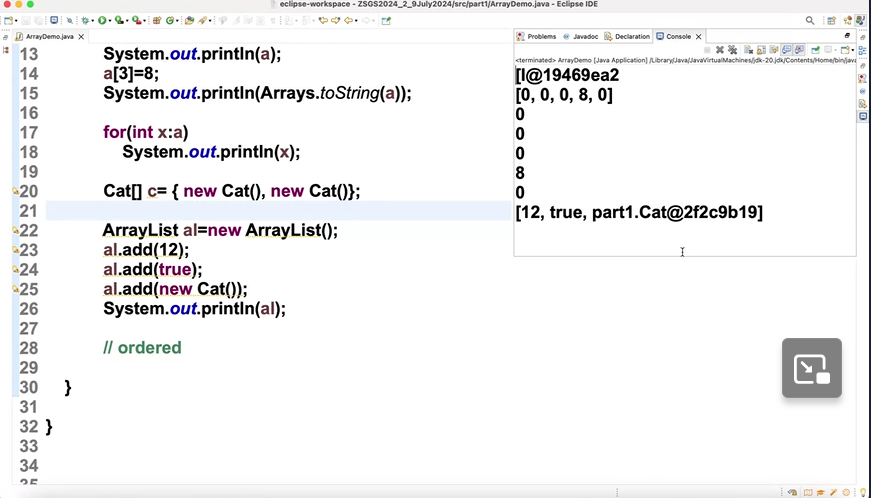 eclipse-workspace - ZSGS2024_2_9July2024/src/part1/ArrayDemo.java - Eclipse IDE
ArrayDemo.java
13 System.out.println(a);
14 a[3]=8;
15 System.out.println(Arrays.toString(a));
16
17 for(int x:a)
18 System.out.println(x);
19
20 Cat[] c= { new Cat(), new Cat()};
21
22 ArrayList al=new ArrayList();
23 al.add(12);
24 al.add(true);
25 al.add(new Cat());
26 System.out.println(al);
27
28 // ordered
29
30 }
31
32 }
33
34
35
Problems Javadoc Declaration Console
<terminated> ArrayDemo [Java Application] /Library/Java/JavaVirtualMachines/jdk-20.jdk/Contents/Home/bin/java
[I@19469ea2
[0, 0, 0, 8, 0]
0
0
0
8
0
[12, true, part1.Cat@2f2c9b19]